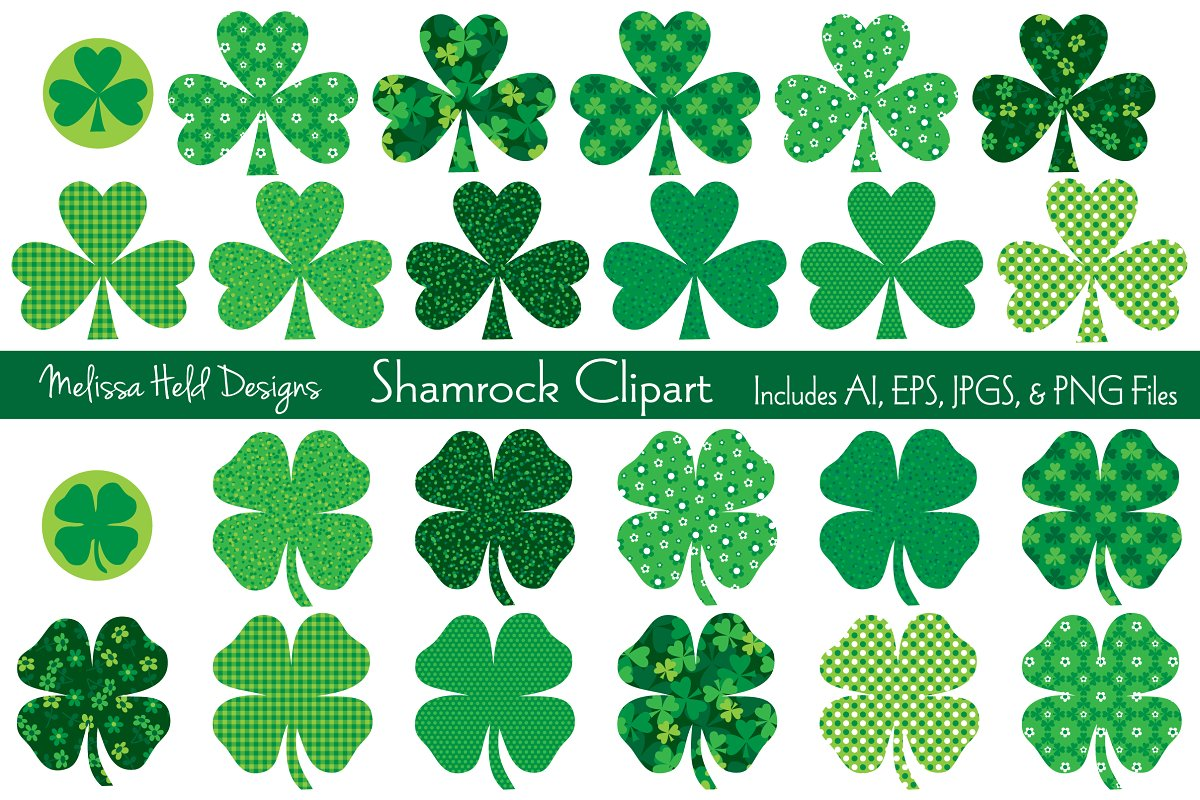 Melissa Held Designs Shamrock Clipart Includes AI, EPS, JPGS, & PNG Files